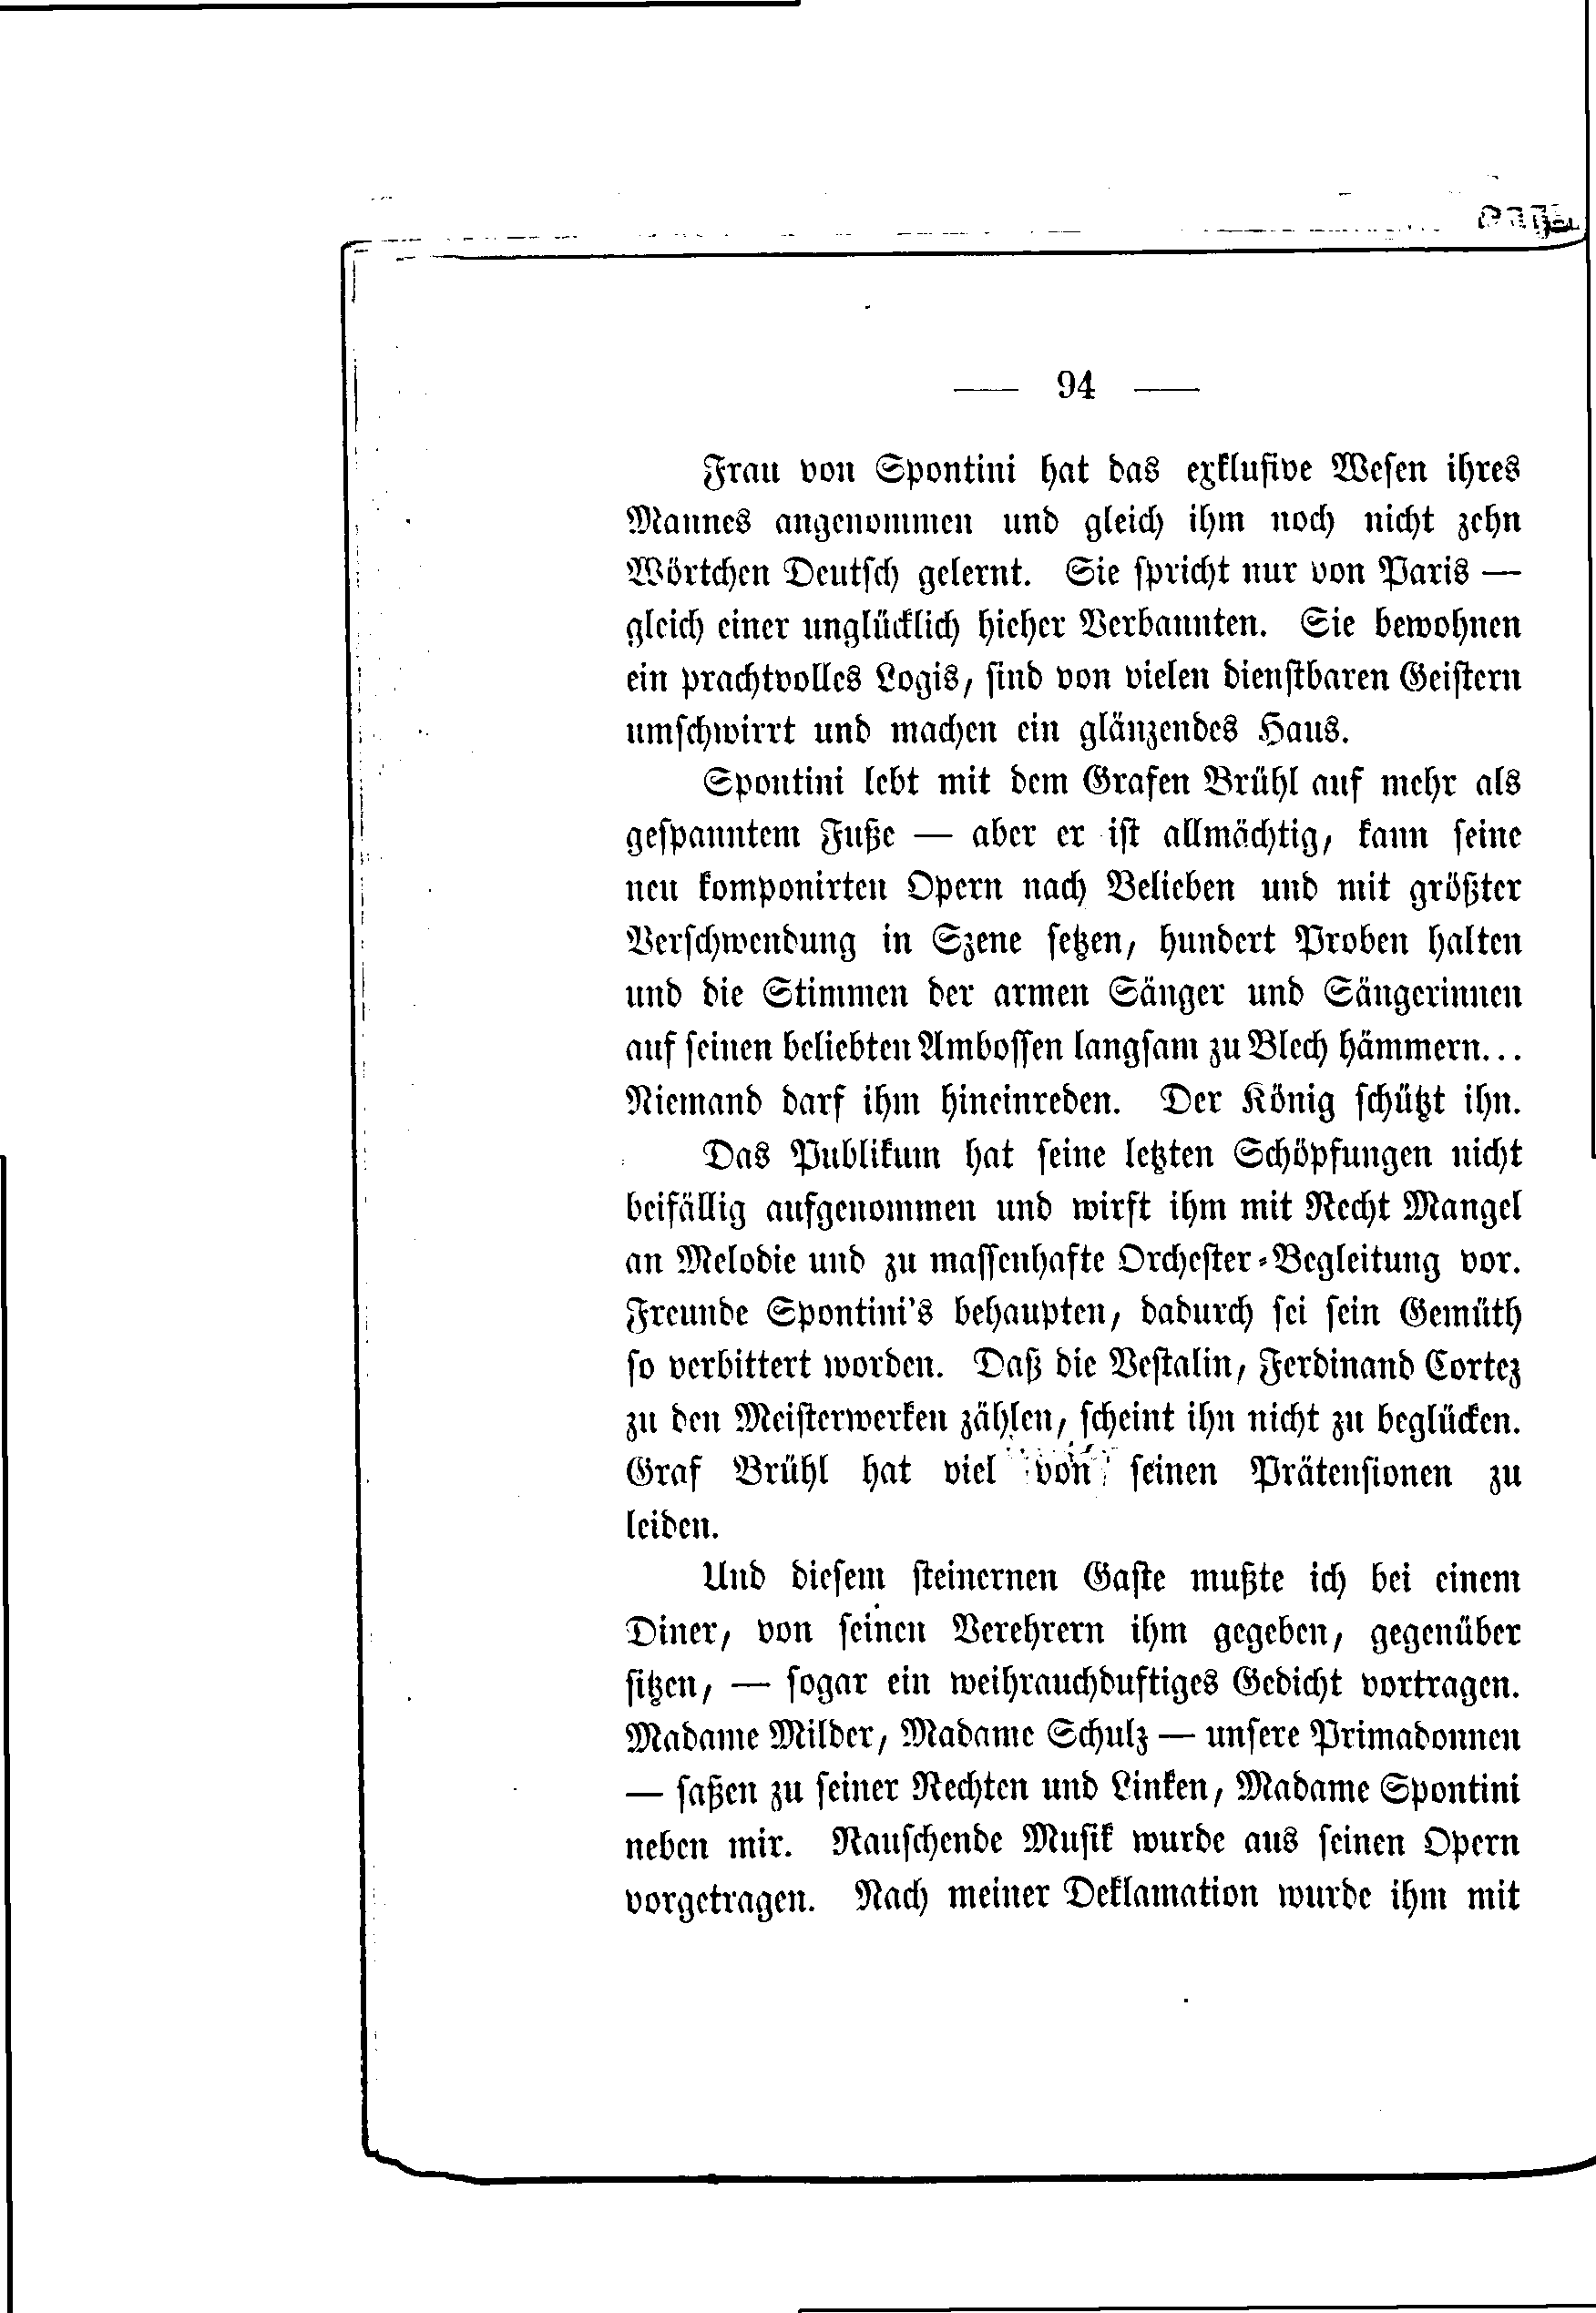 — 94 —
Frau von Spontini hat das exklusive Wesen ihres
Mannes angenommen und gleich ihm noch nicht zehn
Wörtchen Deutsch gelernt. Sie spricht nur von Paris —
gleich einer unglücklich hieher Verbannten. Sie bewohnen
ein prachtvolles Logis, sind von vielen dienstbaren Geistern
umschwirrt und machen ein glänzendes Haus.
Spontini lebt mit dem Grafen Brühl auf mehr als
gespanntem Fuße — aber er ist allmächtig, kann seine
neu komponirten Opern nach Belieben und mit größter
Verschwendung in Szene setzen, hundert Proben halten
und die Stimmen der armen Sänger und Sängerinnen
auf seinen beliebten Ambossen langsam zu Blech hämmern...
Niemand darf ihm hineinreden. Der König schützt ihn.
Das Publikum hat seine letzten Schöpfungen nicht
beifällig aufgenommen und wirft ihm mit Recht Mangel
an Melodie und zu massenhafte Orchester-Begleitung vor.
Freunde Spontini's behaupten, dadurch sei sein Gemüth
so verbittert worden. Daß die Vestalin, Ferdinand Cortez
zu den Meisterwerken zählen, scheint ihn nicht zu beglücken.
Graf Brühl hat viel von seinen Prätensionen zu
leiden.
Und diesem steinernen Gaste mußte ich bei einem
Diner, von seinen Verehrern ihm gegeben, gegenüber
sitzen, — sogar ein weihrauchduftiges Gedicht vortragen.
Madame Milder, Madame Schulz — unsere Primadonnen
— saßen zu seiner Rechten und Linken, Madame Spontini
neben mir. Rauschende Musik wurde aus seinen Opern
vorgetragen. Nach meiner Deklamation wurde ihm mit